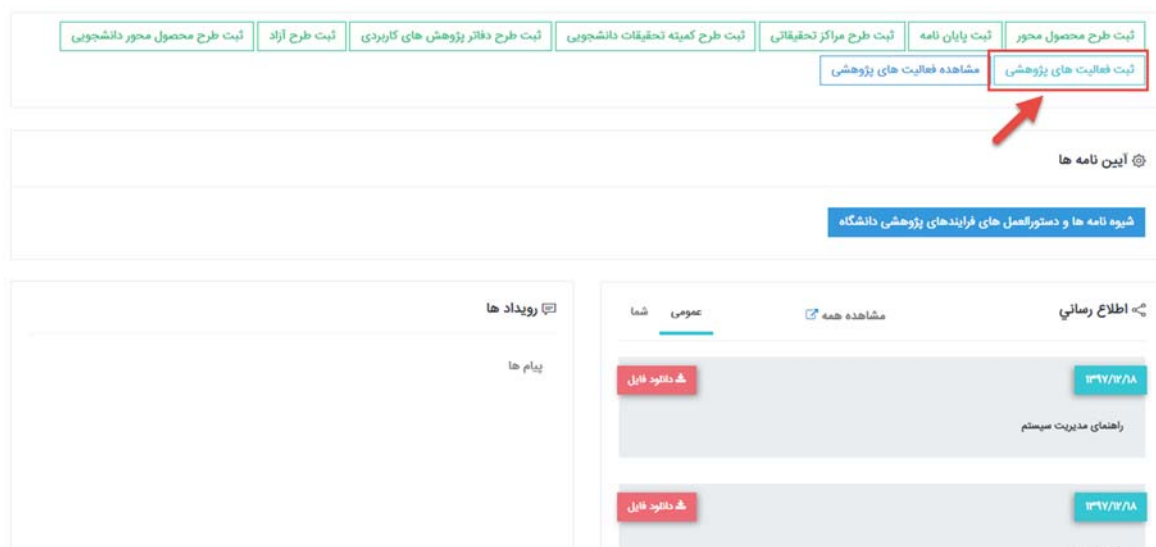 ثبت طرح محصول محور ثبت پایان نامه ثبت طرح مراکز تحقیقاتی ثبت طرح کمیته تحقیقات دانشجویی ثبت طرح دفاتر پژوهش های کاربردی ثبت طرح آزاد ثبت طرح محصول محور دانشجویی
ثبت فعالیت های پژوهشی مشاهده فعالیت های پژوهشی
آیین نامه ها
شیوه نامه ها و دستورالعمل های فرایندهای پژوهشی دانشگاه
اطلاع رساني مشاهده همه عمومی شما
۱۳۹۷/۱۲/۱۸ دانلود فایل
راهنمای مدیریت سیستم
۱۳۹۷/۱۲/۱۸ دانلود فایل
رویداد ها
پیام ها